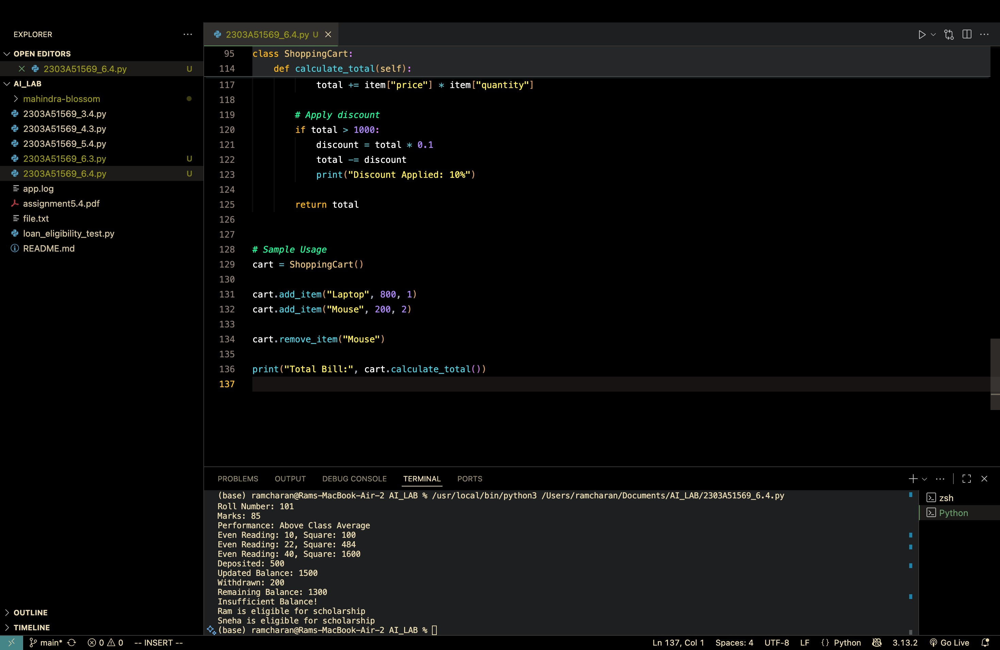 EXPLORER
OPEN EDITORS
2303A51569_6.4.py U
AI_LAB
mahindra-blossom
2303A51569_3.4.py
2303A51569_4.3.py
2303A51569_5.4.py
2303A51569_6.3.py U
2303A51569_6.4.py U
app.log
assignment5.4.pdf
file.txt
loan_eligibility_test.py
README.md
OUTLINE
TIMELINE
2303A51569_6.4.py U
95 class ShoppingCart:
114 def calculate_total(self):
117 total += item["price"] * item["quantity"]
118
119 # Apply discount
120 if total > 1000:
121 discount = total * 0.1
122 total -= discount
123 print("Discount Applied: 10%")
124
125 return total
126
127
128 # Sample Usage
129 cart = ShoppingCart()
130
131 cart.add_item("Laptop", 800, 1)
132 cart.add_item("Mouse", 200, 2)
133
134 cart.remove_item("Mouse")
135
136 print("Total Bill:", cart.calculate_total())
137
PROBLEMS OUTPUT DEBUG CONSOLE TERMINAL PORTS
(base) ramcharan@Rams-MacBook-Air-2 AI_LAB % /usr/local/bin/python3 /Users/ramcharan/Documents/AI_LAB/2303A51569_6.4.py
Roll Number: 101
Marks: 85
Performance: Above Class Average
Even Reading: 10, Square: 100
Even Reading: 22, Square: 484
Even Reading: 40, Square: 1600
Deposited: 500
Updated Balance: 1500
Withdrawn: 200
Remaining Balance: 1300
Insufficient Balance!
Ram is eligible for scholarship
Sneha is eligible for scholarship
(base) ramcharan@Rams-MacBook-Air-2 AI_LAB %
zsh
Python
main* 0 0 -- INSERT -- Ln 137, Col 1 Spaces: 4 UTF-8 LF {} Python 3.13.2 Go Live